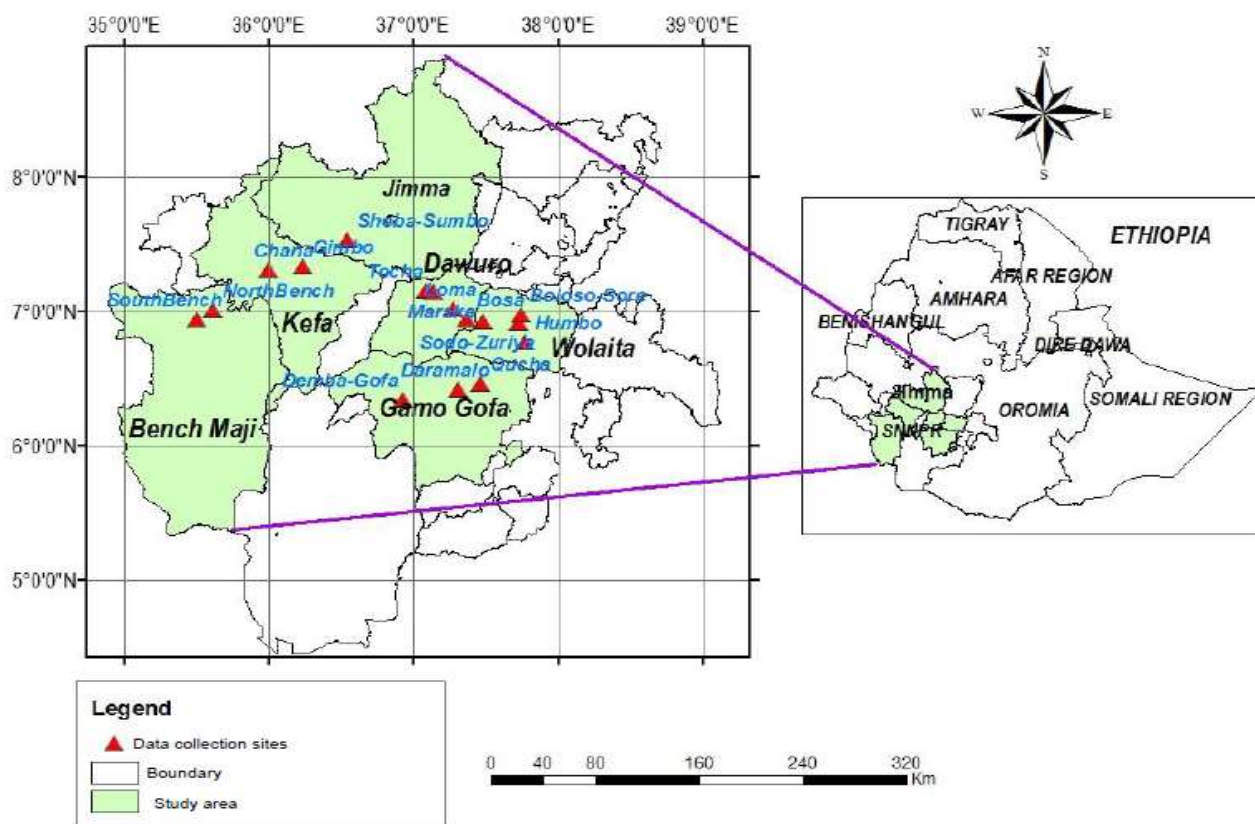 35°0'0"E 36°0'0"E 37°0'0"E 38°0'0"E 39°0'0"E
8°0'0"N
7°0'0"N
6°0'0"N
5°0'0"N
Jimma
Sheba-Sumbo
Chana Gimbo
Tocha
Dawuro
SouthBench
NorthBench
Kefa
Loma
Bosa
Boloso-Sore
Mareka
Humbo
Sodo-Zuriya
Wolaita
Qucha
Daramalo
Demba-Gofa
Gamo Gofa
Bench Maji
N
W E
S
TIGRAY
ETHIOPIA
AFAR REGION
AMHARA
BENISHANGUL
DIRE DAWA
Jimma
OROMIA
SOMALI REGION
SNNPR
Legend
Data collection sites
Boundary
Study area
0 40 80 160 240 320
Km